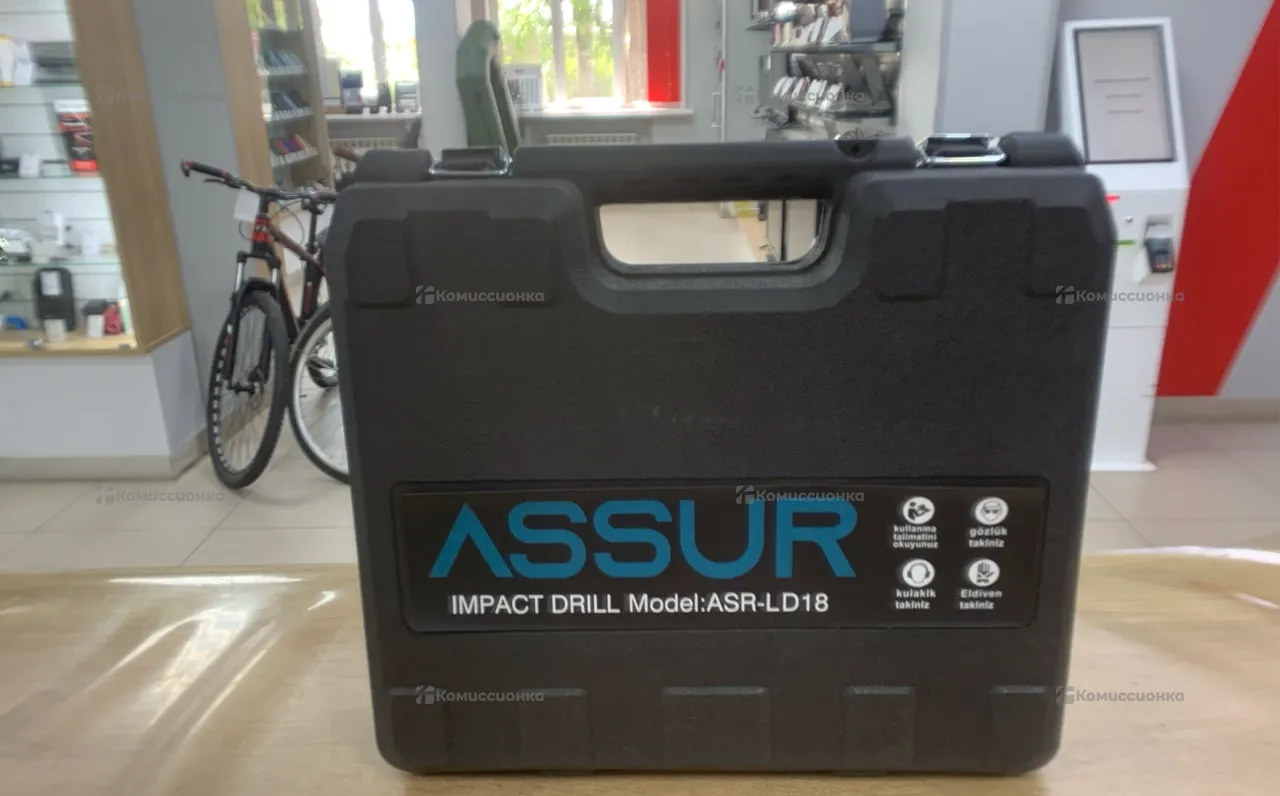 Комиссионка
Комиссионка
Комиссионка
Комиссионка
ASSUR
IMPACT DRILL Model:ASR-LD18
kullanma
talimatini
okuyunuz
gözlük
takiniz
kulaklk
takiniz
Eldiven
takiniz
Комиссионка
Комиссионка